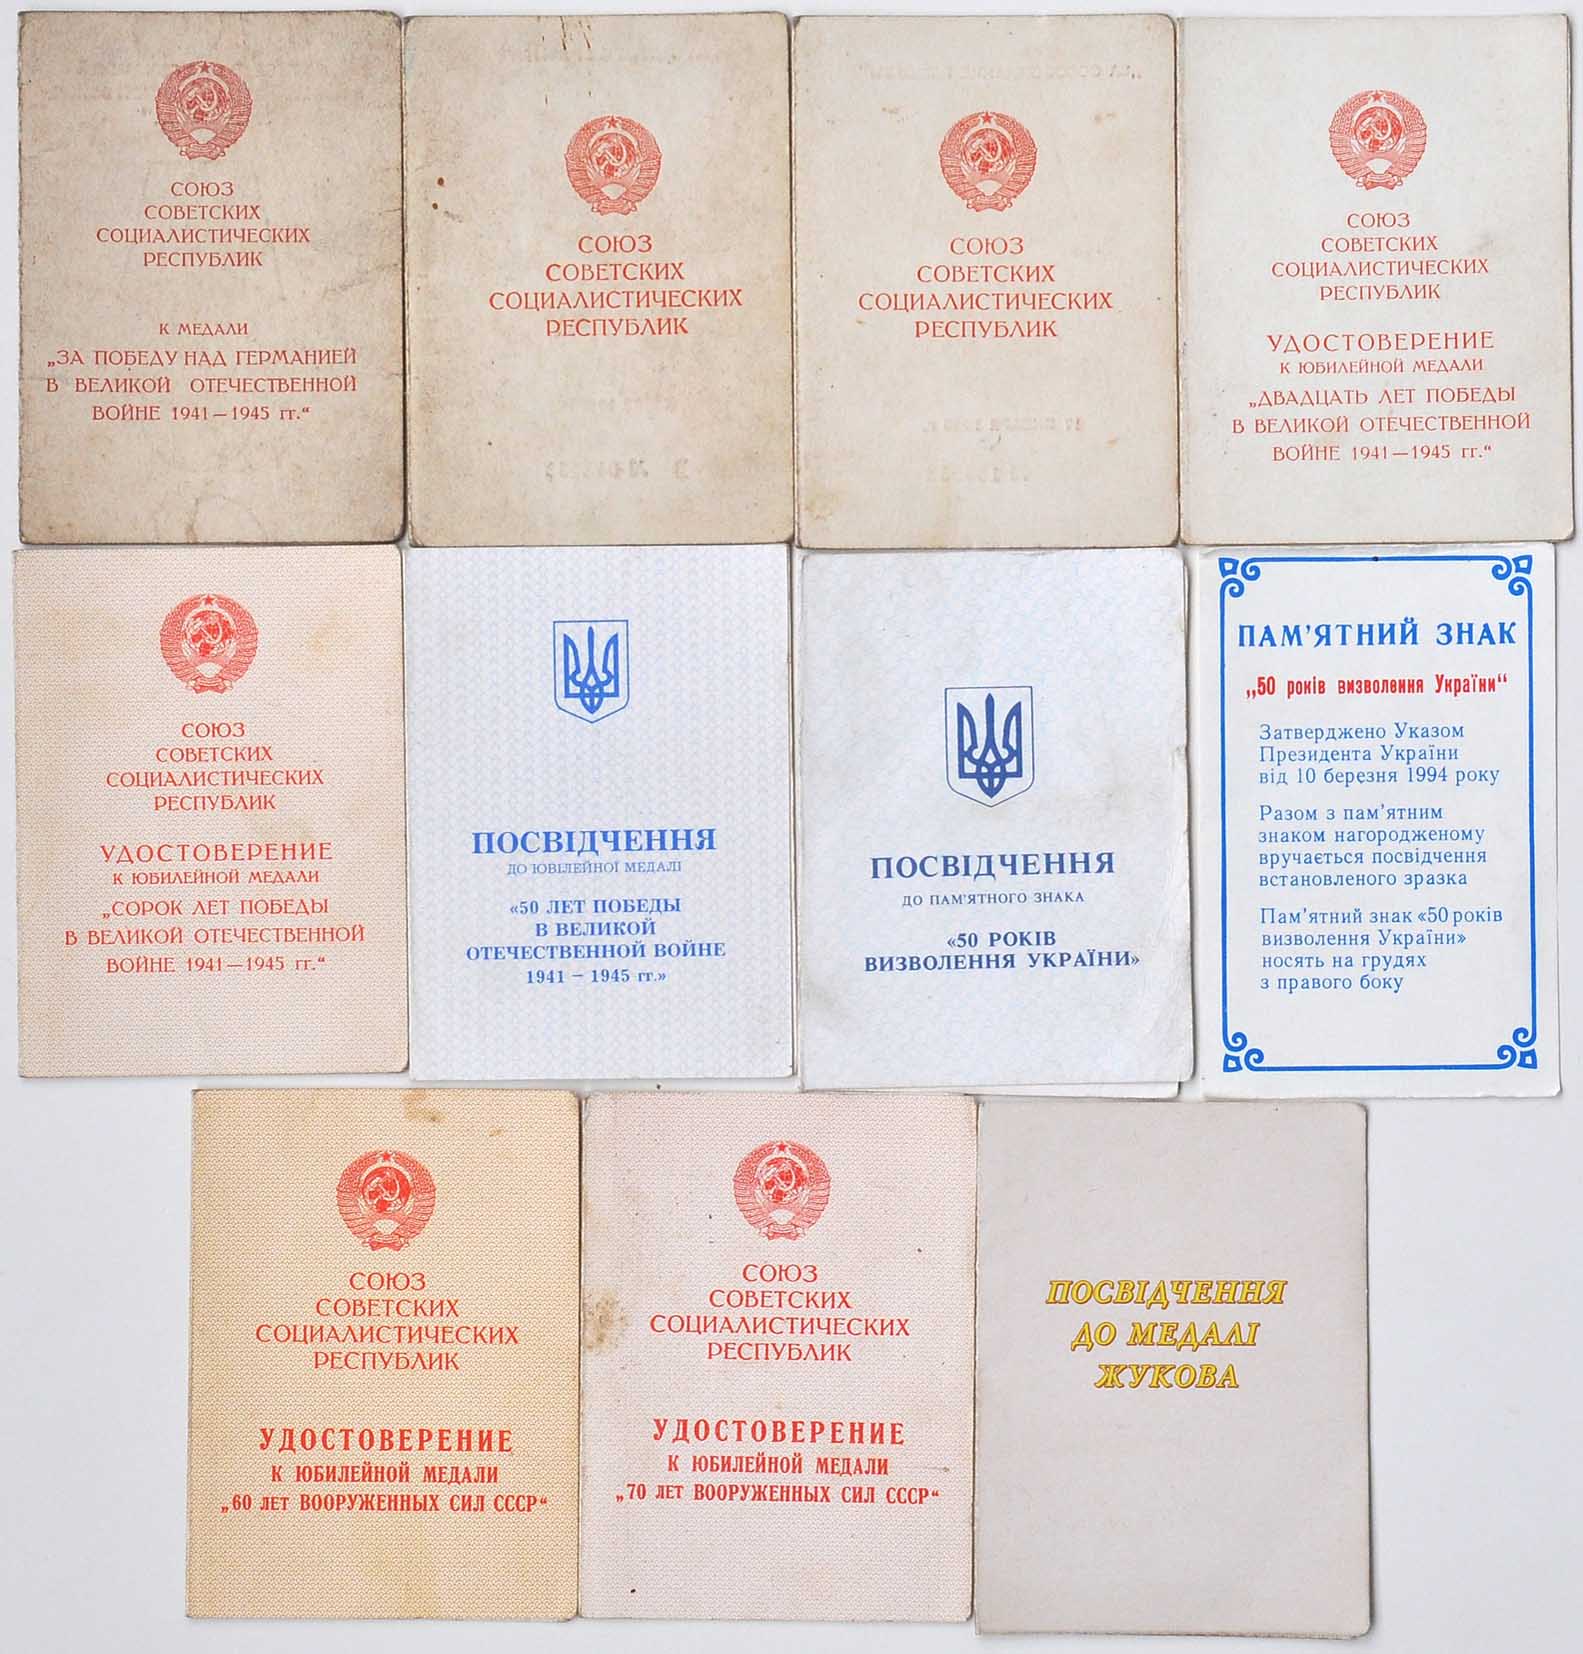 СОЮЗ
СОВЕТСКИХ
СОЦИАЛИСТИЧЕСКИХ
РЕСПУБЛИК
К МЕДАЛИ
„ЗА ПОБЕДУ НАД ГЕРМАНИЕЙ
В ВЕЛИКОЙ ОТЕЧЕСТВЕННОЙ
ВОЙНЕ 1941—1945 гг.“
СОЮЗ
СОВЕТСКИХ
СОЦИАЛИСТИЧЕСКИХ
РЕСПУБЛИК
СОЮЗ
СОВЕТСКИХ
СОЦИАЛИСТИЧЕСКИХ
РЕСПУБЛИК
СОЮЗ
СОВЕТСКИХ
СОЦИАЛИСТИЧЕСКИХ
РЕСПУБЛИК
УДОСТОВЕРЕНИЕ
К ЮБИЛЕЙНОЙ МЕДАЛИ
„ДВАДЦАТЬ ЛЕТ ПОБЕДЫ
В ВЕЛИКОЙ ОТЕЧЕСТВЕННОЙ
ВОЙНЕ 1941—1945 гг.“
СОЮЗ
СОВЕТСКИХ
СОЦИАЛИСТИЧЕСКИХ
РЕСПУБЛИК
УДОСТОВЕРЕНИЕ
К ЮБИЛЕЙНОЙ МЕДАЛИ
„СОРОК ЛЕТ ПОБЕДЫ
В ВЕЛИКОЙ ОТЕЧЕСТВЕННОЙ
ВОЙНЕ 1941—1945 гг.“
ПОСВІДЧЕННЯ
ДО ЮВІЛЕЙНОЇ МЕДАЛІ
«50 ЛЕТ ПОБЕДЫ
В ВЕЛИКОЙ
ОТЕЧЕСТВЕННОЙ ВОЙНЕ
1941 – 1945 гг.»
ПОСВІДЧЕННЯ
ДО ПАМ'ЯТНОГО ЗНАКА
«50 РОКІВ
ВИЗВОЛЕННЯ УКРАЇНИ»
ПАМ'ЯТНИЙ ЗНАК
„50 років визволення України“
Затверджено Указом
Президента України
від 10 березня 1994 року
Разом з пам'ятним
знаком нагородженому
вручається посвідчення
встановленого зразка
Пам'ятний знак «50 років
визволення України»
носять на грудях
з правого боку
СОЮЗ
СОВЕТСКИХ
СОЦИАЛИСТИЧЕСКИХ
РЕСПУБЛИК
УДОСТОВЕРЕНИЕ
К ЮБИЛЕЙНОЙ МЕДАЛИ
„60 ЛЕТ ВООРУЖЕННЫХ СИЛ СССР“
СОЮЗ
СОВЕТСКИХ
СОЦИАЛИСТИЧЕСКИХ
РЕСПУБЛИК
УДОСТОВЕРЕНИЕ
К ЮБИЛЕЙНОЙ МЕДАЛИ
„70 ЛЕТ ВООРУЖЕННЫХ СИЛ СССР“
ПОСВІДЧЕННЯ
ДО МЕДАЛІ
ЖУКОВА